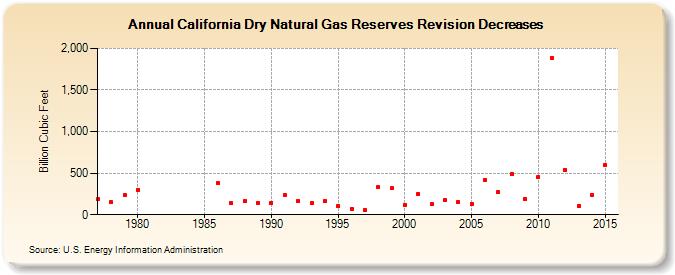 Annual California Dry Natural Gas Reserves Revision Decreases
Billion Cubic Feet
2,000
1,500
1,000
500
0
1980 1985 1990 1995 2000 2005 2010 2015
Source: U.S. Energy Information Administration